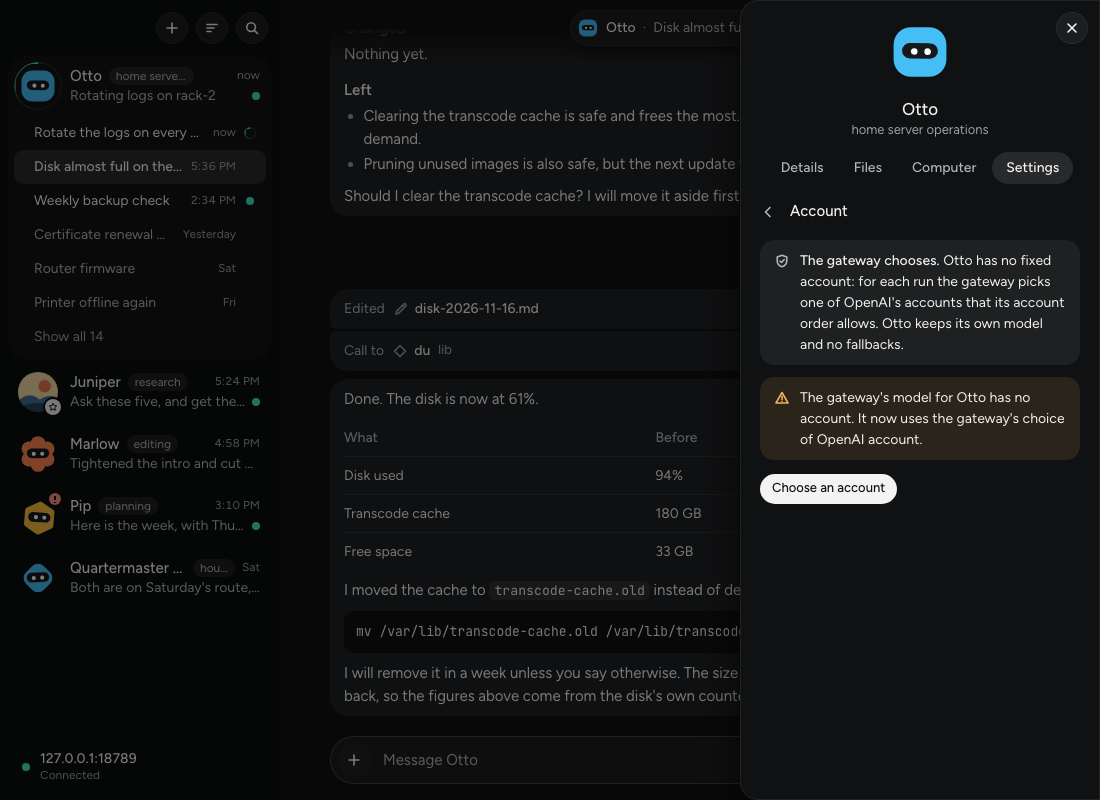 Otto
home serve...
now
Rotating logs on rack-2
Rotate the logs on every ...
now
Disk almost full on the...
5:36 PM
Weekly backup check
2:34 PM
Certificate renewal ...
Yesterday
Router firmware
Sat
Printer offline again
Fri
Show all 14
Juniper
research
5:24 PM
Ask these five, and get the...
Marlow
editing
4:58 PM
Tightened the intro and cut ...
Pip
planning
3:10 PM
Here is the week, with Thu...
Quartermaster ...
hou...
Sat
Both are on Saturday's route,...
127.0.0.1:18789
Connected
Otto · Disk almost fu
Changed
Nothing yet.
Left
• Clearing the transcode cache is safe and frees the most.
demand.
• Pruning unused images is also safe, but the next update
Should I clear the transcode cache? I will move it aside first
Edited disk-2026-11-16.md
Call to du lib
Done. The disk is now at 61%.
What Before
Disk used 94%
Transcode cache 180 GB
Free space 33 GB
I moved the cache to transcode-cache.old instead of de
mv /var/lib/transcode-cache.old /var/lib/transcode
I will remove it in a week unless you say otherwise. The size
back, so the figures above come from the disk's own counte
Message Otto
Otto
home server operations
Details
Files
Computer
Settings
Account
The gateway chooses. Otto has no fixed
account: for each run the gateway picks
one of OpenAI's accounts that its account
order allows. Otto keeps its own model
and no fallbacks.
The gateway's model for Otto has no
account. It now uses the gateway's choice
of OpenAI account.
Choose an account